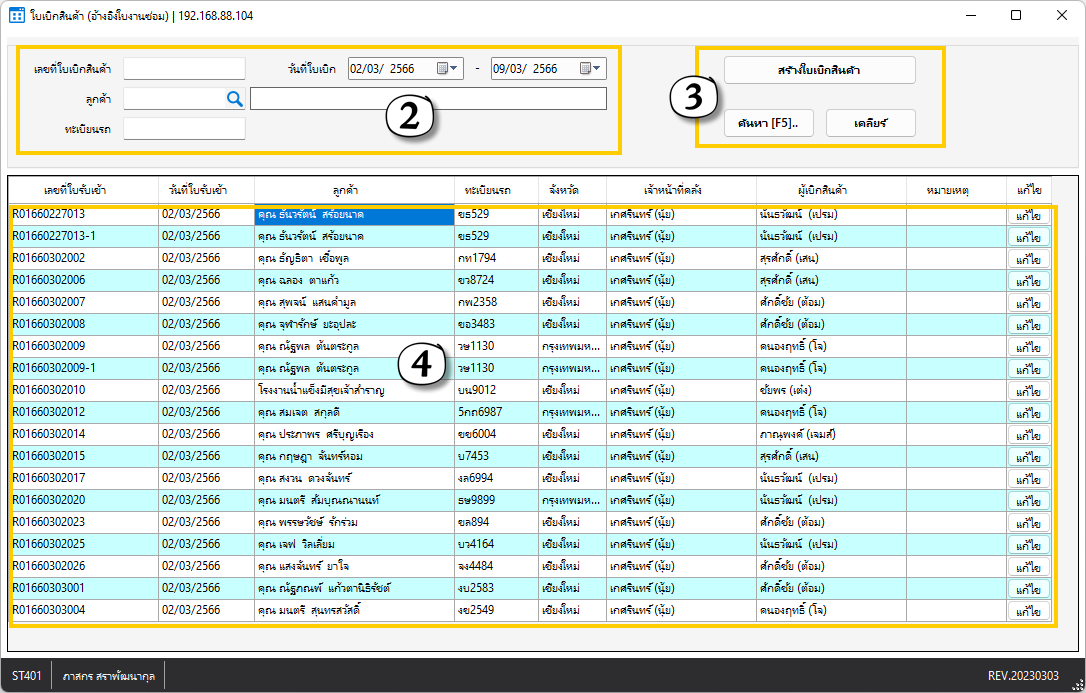 ใบเบิกสินค้า (อ้างอิงใบงานซ่อม) | 192.168.88.104
เลขที่ใบเบิกสินค้า วันที่ใบเบิก 02/03/ 2566 - 09/03/ 2566
ลูกค้า
ทะเบียนรถ
2
สร้างใบเบิกสินค้า
3
ค้นหา [F5].. เคลียร์
เลขที่ใบรับเข้า วันที่ใบรับเข้า ลูกค้า ทะเบียนรถ จังหวัด เจ้าหน้าที่คลัง ผู้เบิกสินค้า หมายเหตุ แก้ไข
R01660227013 02/03/2566 คุณ ธันวรัตน์ สร้อยนาค ขธ529 เชียงใหม่ เกศรินทร์ (นุ้ย) นันธวัฒน์ (เปรม) แก้ไข
R01660227013-1 02/03/2566 คุณ ธันวรัตน์ สร้อยนาค ขธ529 เชียงใหม่ เกศรินทร์ (นุ้ย) นันธวัฒน์ (เปรม) แก้ไข
R01660302002 02/03/2566 คุณ ธัญธิตา เชื้อพูล กท1794 เชียงใหม่ เกศรินทร์ (นุ้ย) สุรศักดิ์ (เสน) แก้ไข
R01660302006 02/03/2566 คุณ ฉลอง ตาแก้ว ขว8724 เชียงใหม่ เกศรินทร์ (นุ้ย) สุรศักดิ์ (เสน) แก้ไข
R01660302007 02/03/2566 คุณ สุพจน์ แสนคำมูล กพ2358 เชียงใหม่ เกศรินทร์ (นุ้ย) ศักดิ์ชัย (ต้อม) แก้ไข
R01660302008 02/03/2566 คุณ จุฬารักษ์ ยะอุปละ ขอ3483 เชียงใหม่ เกศรินทร์ (นุ้ย) ศักดิ์ชัย (ต้อม) แก้ไข
R01660302009 02/03/2566 คุณ ณัฐพล ตันตระกูล วษ1130 กรุงเทพมห... เกศรินทร์ (นุ้ย) คนองฤทธิ์ (โจ) แก้ไข
4
R01660302009-1 02/03/2566 คุณ ณัฐพล ตันตระกูล วษ1130 กรุงเทพมห... เกศรินทร์ (นุ้ย) คนองฤทธิ์ (โจ) แก้ไข
R01660302010 02/03/2566 โรงงานน้ำแข็งมีสุขเจ้าสำราญ บน9012 เชียงใหม่ เกศรินทร์ (นุ้ย) ชัยพร (เต่ง) แก้ไข
R01660302012 02/03/2566 คุณ สมเจต สกุลดี 5กถ6987 กรุงเทพมห... เกศรินทร์ (นุ้ย) คนองฤทธิ์ (โจ) แก้ไข
R01660302014 02/03/2566 คุณ ประภาพร ศรีบุญเรือง ขข6004 เชียงใหม่ เกศรินทร์ (นุ้ย) ภาณุพงค์ (เจมส์) แก้ไข
R01660302015 02/03/2566 คุณ กฤษฎา จันทร์หอม บ7453 เชียงใหม่ เกศรินทร์ (นุ้ย) สุรศักดิ์ (เสน) แก้ไข
R01660302017 02/03/2566 คุณ สงวน ดวงจันทร์ งล6994 เชียงใหม่ เกศรินทร์ (นุ้ย) นันธวัฒน์ (เปรม) แก้ไข
R01660302020 02/03/2566 คุณ มนตรี สัมบุณณานนท์ ธษ9899 กรุงเทพมห... เกศรินทร์ (นุ้ย) นันธวัฒน์ (เปรม) แก้ไข
R01660302023 02/03/2566 คุณ พรรษวัชษ์ รักร่วม ขล894 เชียงใหม่ เกศรินทร์ (นุ้ย) ศักดิ์ชัย (ต้อม) แก้ไข
R01660302025 02/03/2566 คุณ เจฟ วิลเลี่ยม บว4164 เชียงใหม่ เกศรินทร์ (นุ้ย) นันธวัฒน์ (เปรม) แก้ไข
R01660302026 02/03/2566 คุณ แสงจันทร์ ยาใจ จง4484 เชียงใหม่ เกศรินทร์ (นุ้ย) ศักดิ์ชัย (ต้อม) แก้ไข
R01660303001 02/03/2566 คุณ ณัฐภณพ์ แก้วตานิธิรัชต์ งบ2583 เชียงใหม่ เกศรินทร์ (นุ้ย) ศักดิ์ชัย (ต้อม) แก้ไข
R01660303004 02/03/2566 คุณ มนตรี สุนทรสวัสดิ์ งข2549 เชียงใหม่ เกศรินทร์ (นุ้ย) คนองฤทธิ์ (โจ) แก้ไข
ST401 ภาสกร สราพัฒนากุล REV.20230303